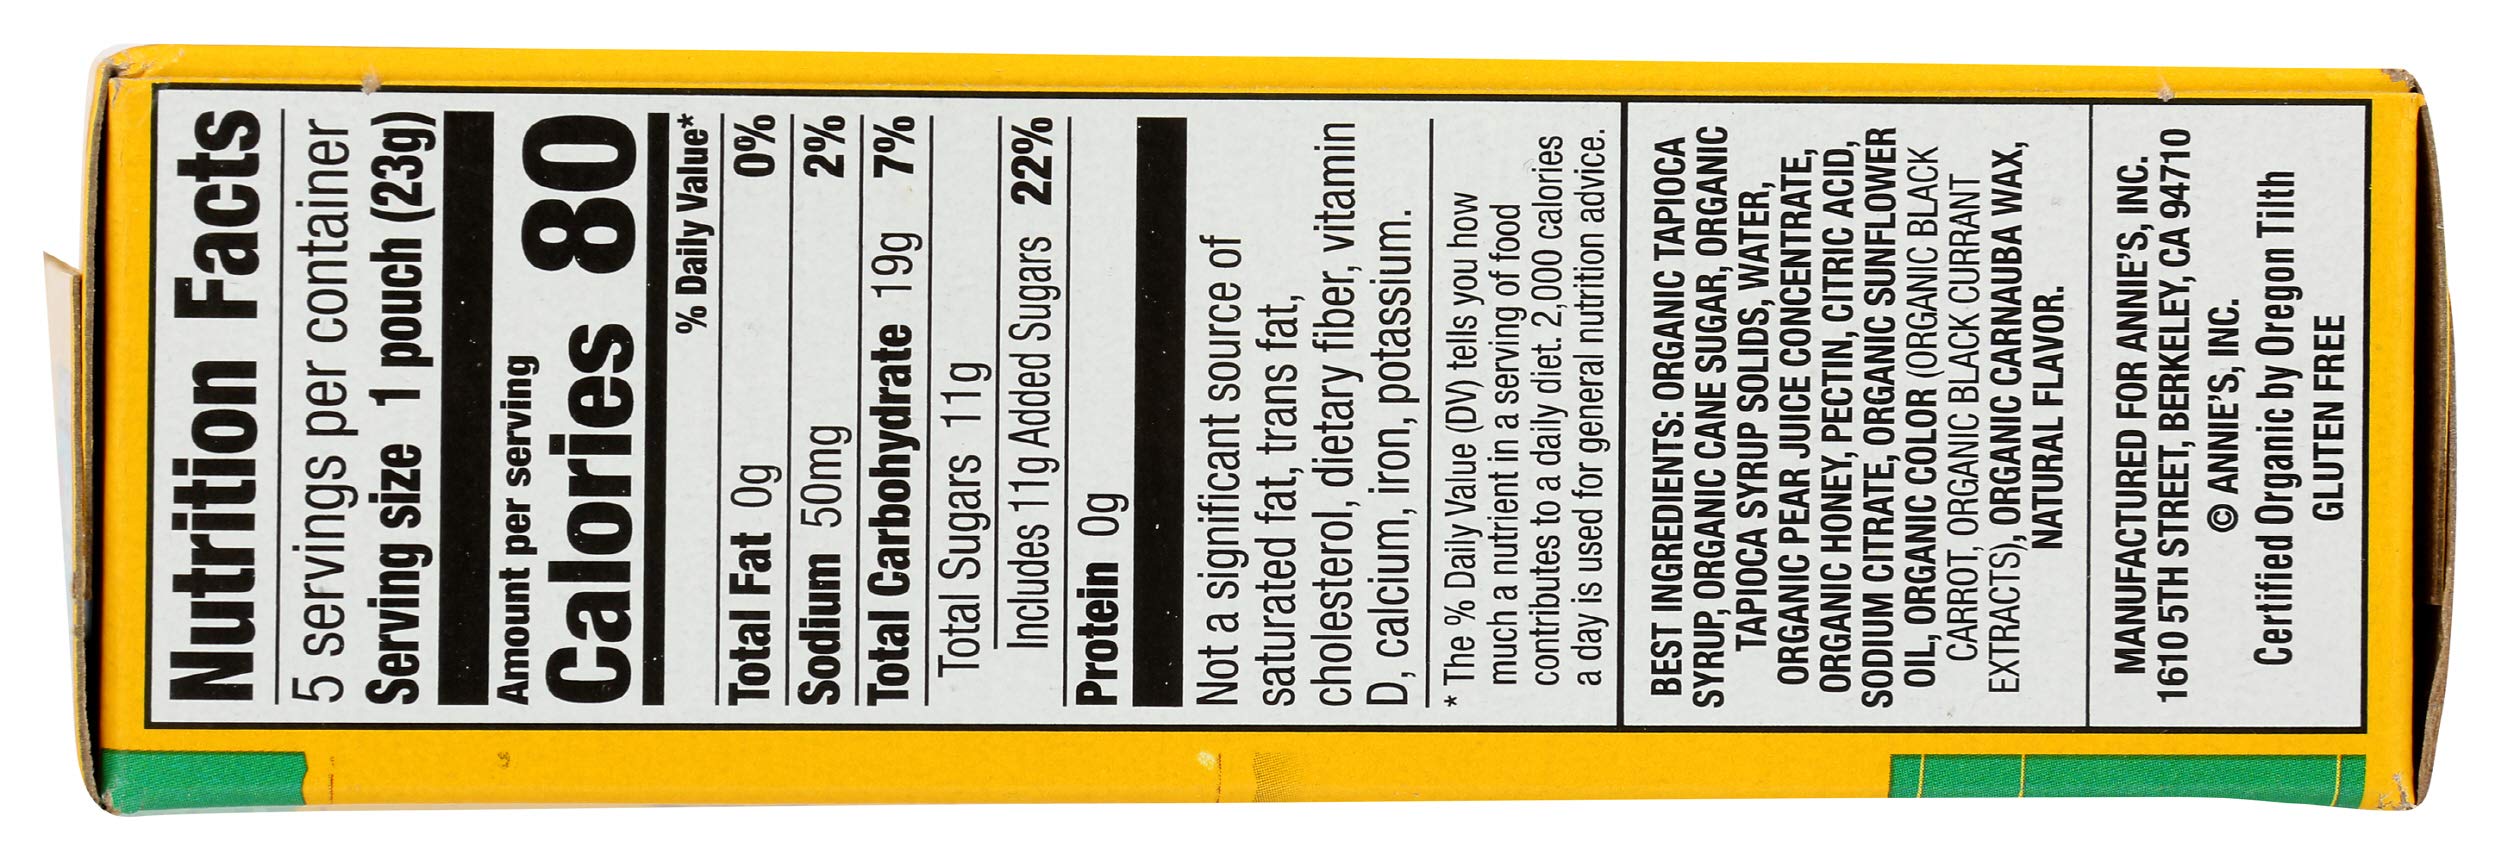 Nutrition Facts
5 servings per container
Serving size 1 pouch (23g)
Amount per serving
Calories 80
% Daily Value*
Total Fat 0g 0%
Sodium 50mg 2%
Total Carbohydrate 19g 7%
Total Sugars 11g
Includes 11g Added Sugars 22%
Protein 0g
Not a significant source of
saturated fat, trans fat,
cholesterol, dietary fiber, vitamin
D, calcium, iron, potassium.
* The % Daily Value (DV) tells you how
much a nutrient in a serving of food
contributes to a daily diet. 2,000 calories
a day is used for general nutrition advice.
BEST INGREDIENTS: ORGANIC TAPIOCA
SYRUP, ORGANIC CANE SUGAR, ORGANIC
TAPIOCA SYRUP SOLIDS, WATER,
ORGANIC PEAR JUICE CONCENTRATE,
ORGANIC HONEY, PECTIN, CITRIC ACID,
SODIUM CITRATE, ORGANIC SUNFLOWER
OIL, ORGANIC COLOR (ORGANIC BLACK
CARROT, ORGANIC BLACK CURRANT
EXTRACTS), ORGANIC CARNAUBA WAX,
NATURAL FLAVOR.
MANUFACTURED FOR ANNIE'S, INC.
1610 5TH STREET, BERKELEY, CA 94710
© ANNIE'S, INC.
Certified Organic by Oregon Tilth
GLUTEN FREE